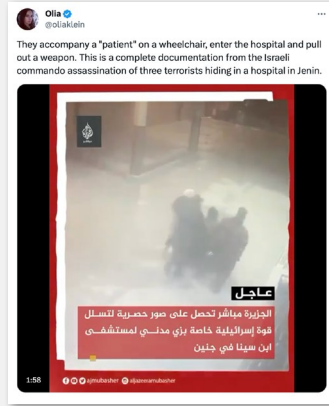 Olia
@oliaklein
They accompany a "patient" on a wheelchair, enter the hospital and pull
out a weapon. This is a complete documentation from the Israeli
commando assassination of three terrorists hiding in a hospital in Jenin.
عاجل
الجزيرة مباشر تحصل على صور حصرية لتسلل
قوة إسرائيلية خاصة بزي مدني لمستشفى
ابن سينا في جنين
1:58
ajmubasher
aljazeeramubasher